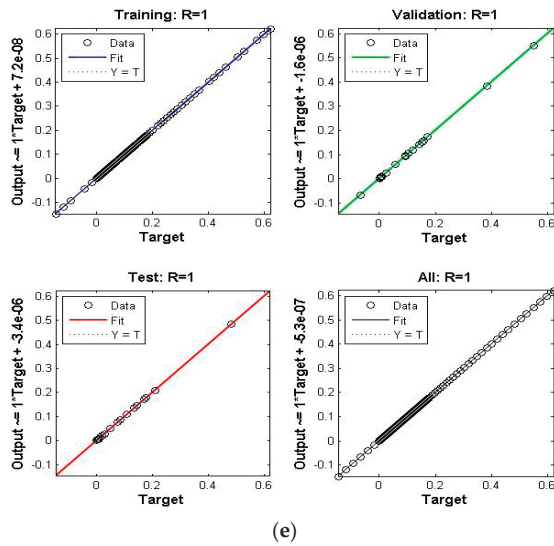 Training: R=1
Output ~= 1*Target + 7.2e-08
0.6
0.5
0.4
0.3
0.2
0.1
0
-0.1
Data
Fit
Y = T
0 0.2 0.4 0.6
Target
Validation: R=1
Output ~= 1*Target + -1.6e-06
0.6
0.5
0.4
0.3
0.2
0.1
0
-0.1
Data
Fit
Y = T
0 0.2 0.4 0.6
Target
Test: R=1
Output ~= 1*Target + -3.4e-06
0.6
0.5
0.4
0.3
0.2
0.1
0
-0.1
Data
Fit
Y = T
0 0.2 0.4 0.6
Target
All: R=1
Output ~= 1*Target + -5.3e-07
0.6
0.5
0.4
0.3
0.2
0.1
0
-0.1
Data
Fit
Y = T
0 0.2 0.4 0.6
Target
(e)